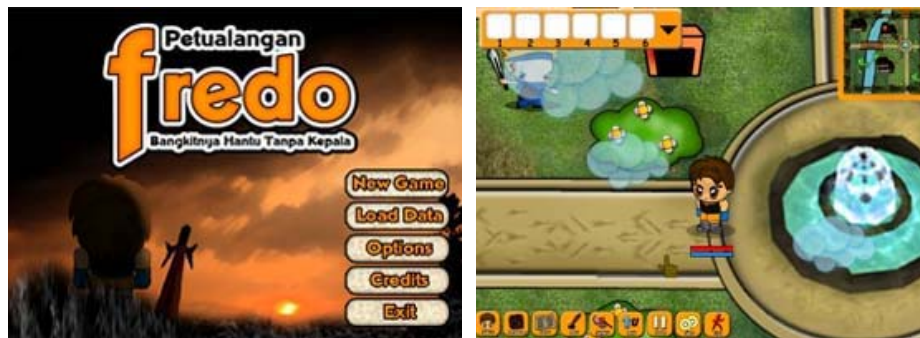 Petualangan
fredo
Bangkitnya Hantu Tanpa Kepala
New Game
Load Data
Options
Credits
Exit
1 2 3 4 5 6